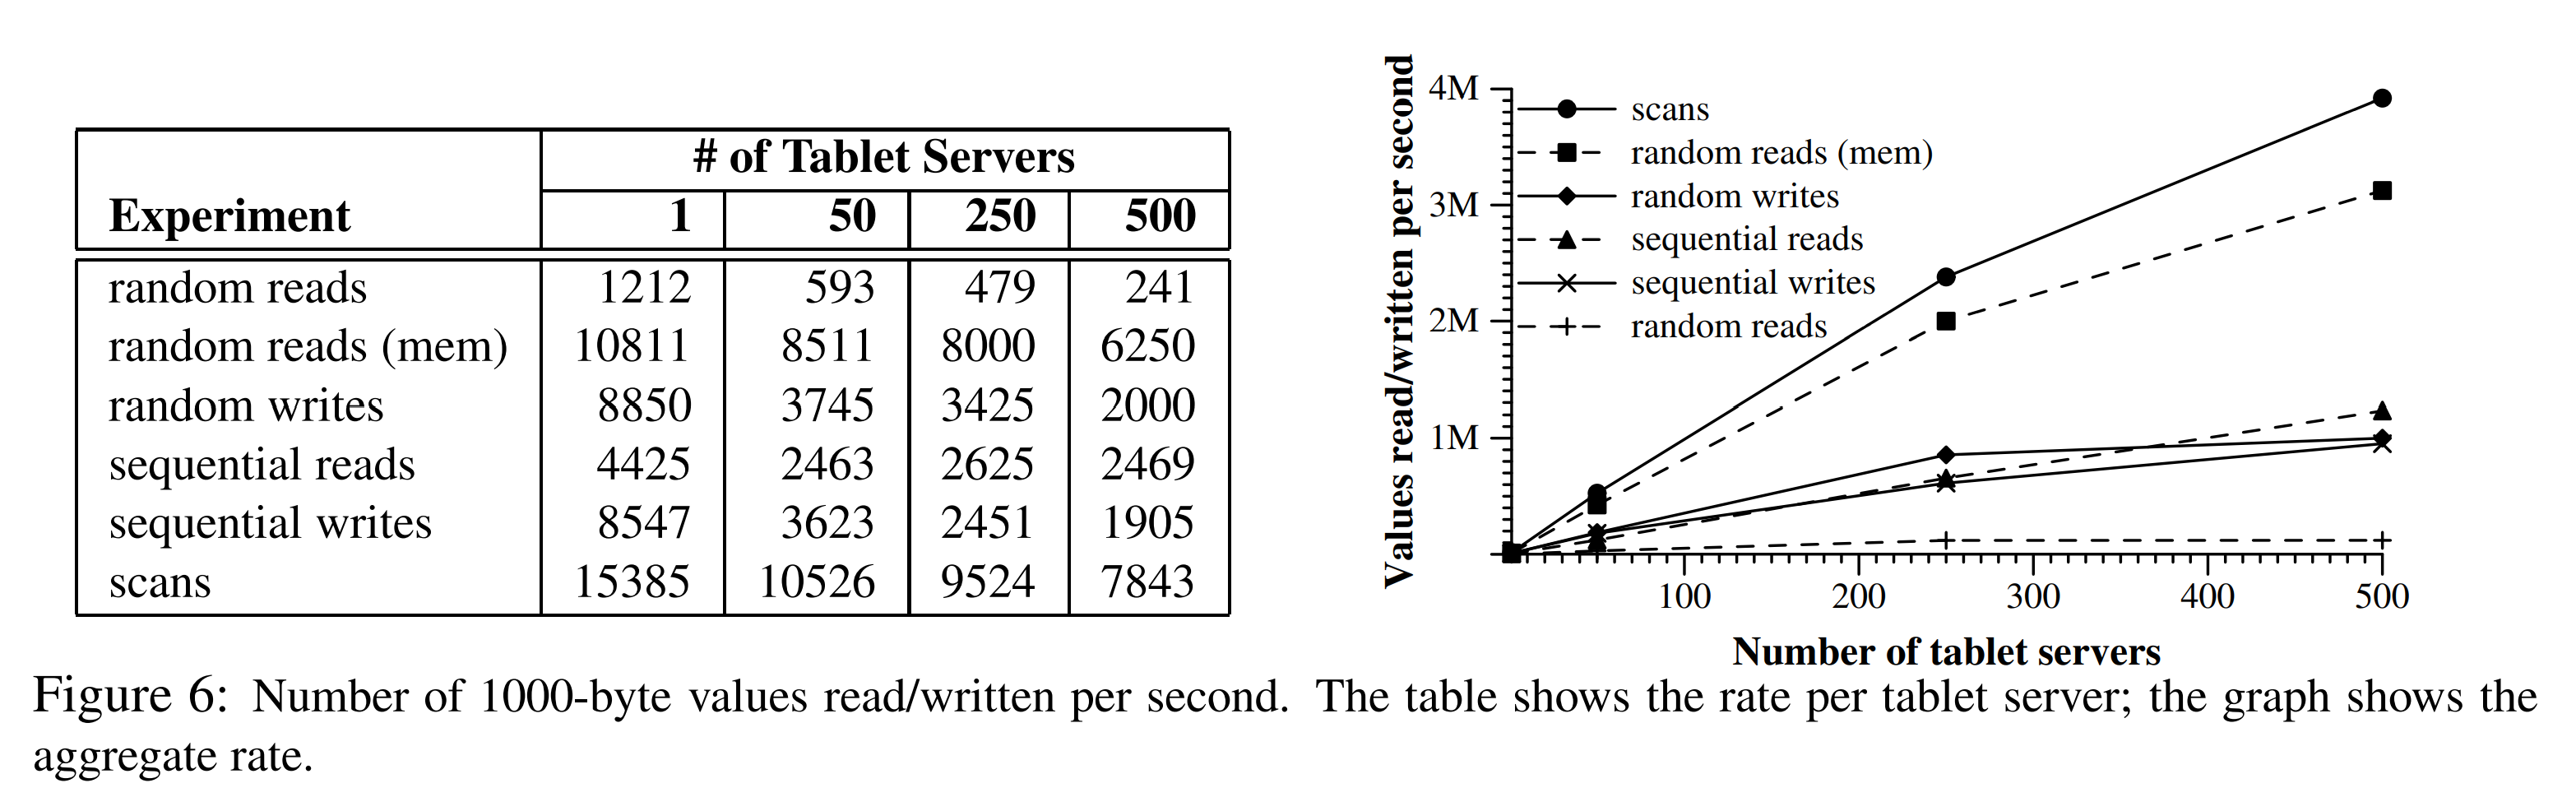 # of Tablet Servers
Experiment 1 50 250 500
random reads 1212 593 479 241
random reads (mem) 10811 8511 8000 6250
random writes 8850 3745 3425 2000
sequential reads 4425 2463 2625 2469
sequential writes 8547 3623 2451 1905
scans 15385 10526 9524 7843
Values read/written per second
4M
3M
2M
1M
scans
random reads (mem)
random writes
sequential reads
sequential writes
random reads
100 200 300 400 500
Number of tablet servers
Figure 6: Number of 1000-byte values read/written per second. The table shows the rate per tablet server; the graph shows the
aggregate rate.